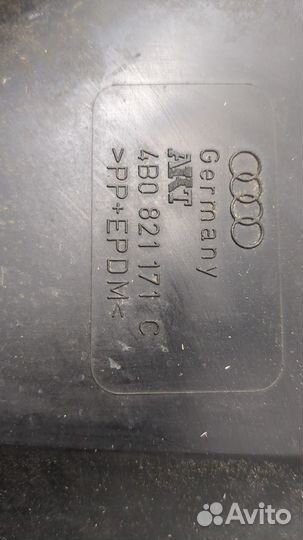 Germany
AKT
4B0 821 171 C
>PP+EPDM<
Avito